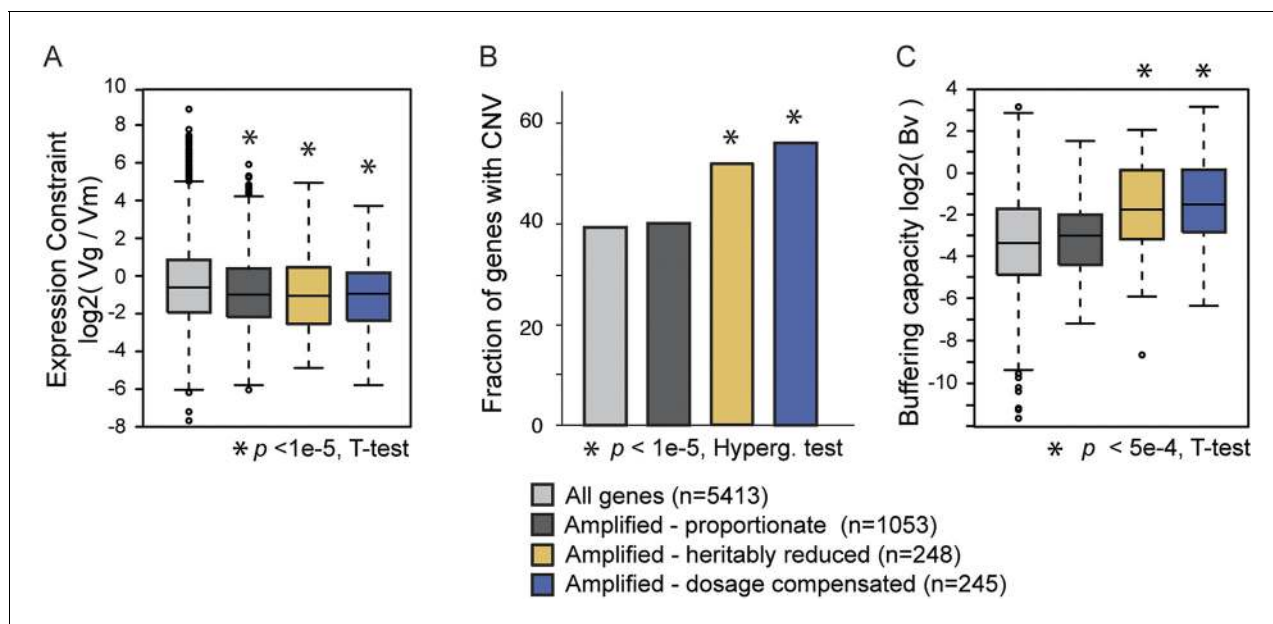 A
Expression Constraint
log2( Vg / Vm)
10
8
6
4
2
0
-2
-4
-6
-8
*
*
*
* p <1e-5, T-test
B
Fraction of genes with CNV
60
40
20
0
*
*
* p < 1e-5, Hyperg. test
C
Buffering capacity log2( Bv )
4
2
0
-2
-4
-6
-8
-10
*
*
* p < 5e-4, T-test
All genes (n=5413)
Amplified - proportionate (n=1053)
Amplified - heritably reduced (n=248)
Amplified - dosage compensated (n=245)